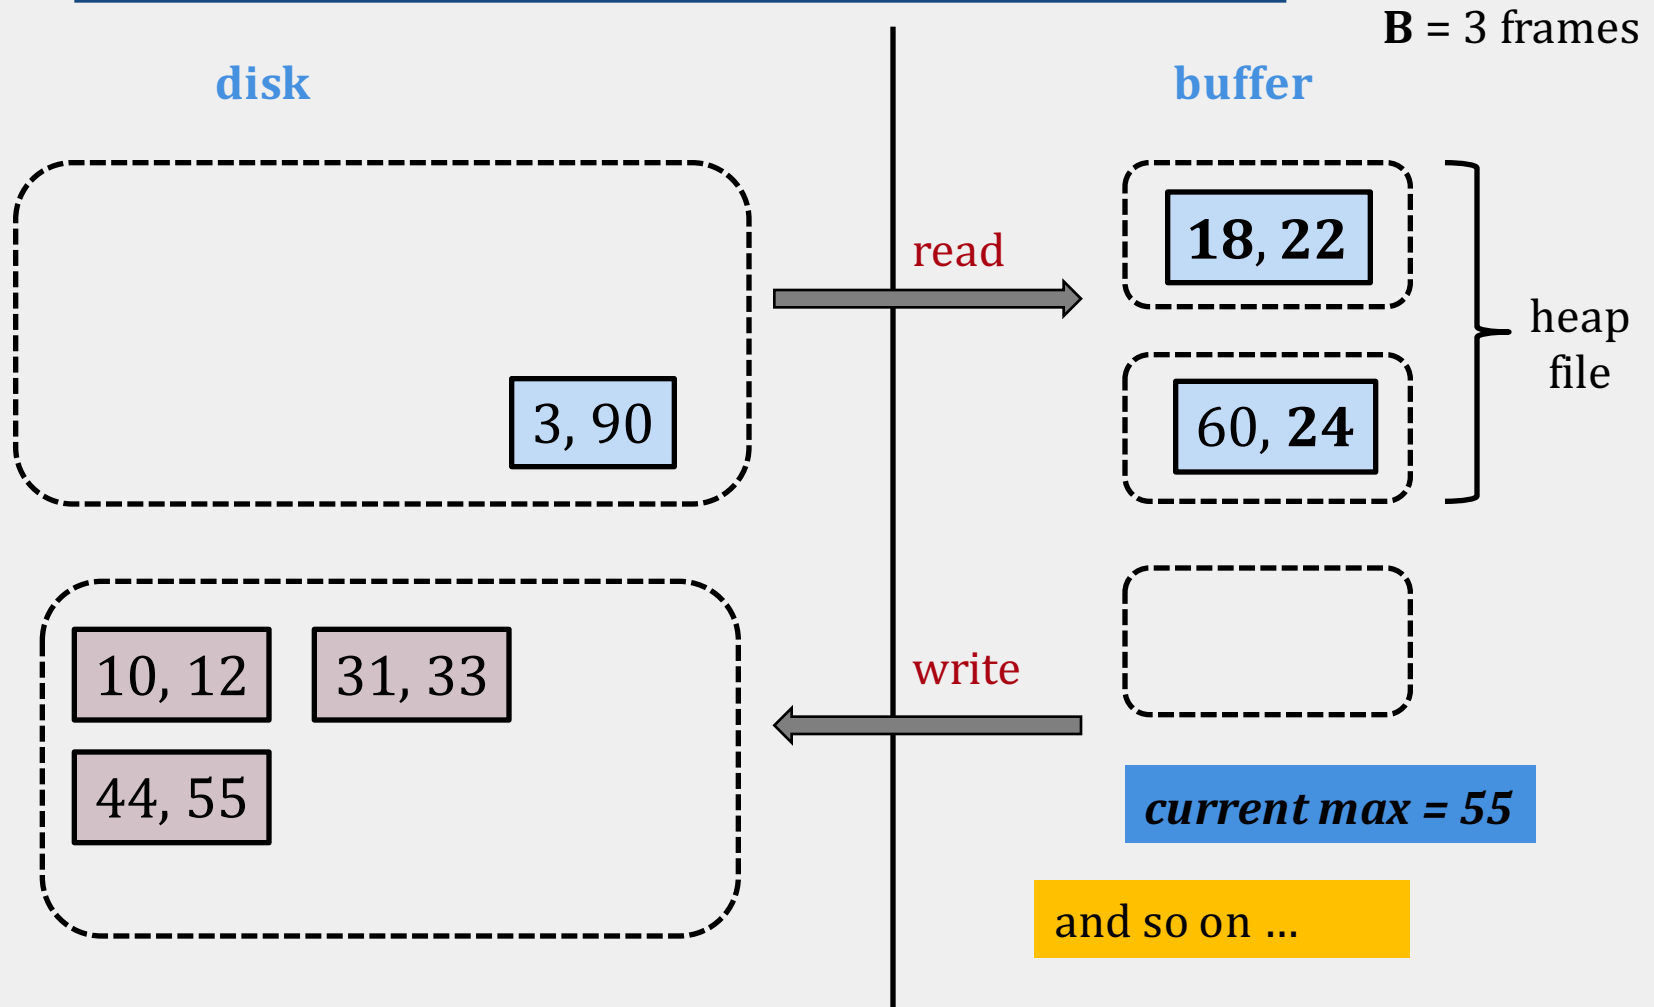 B = 3 frames
disk
buffer
18, 22
read
heap
file
3, 90
60, 24
10, 12
31, 33
write
44, 55
current max = 55
and so on ...